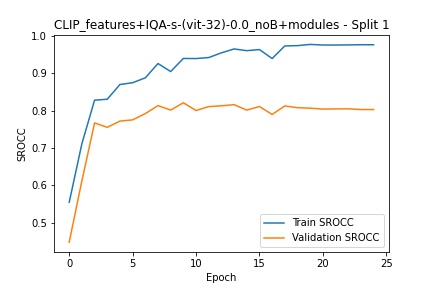 CLIP_features+IQA-s-(vit-32)-0.0_noB+modules - Split 1
1.0
0.9
0.8
0.7
0.6
0.5
SROCC
Train SROCC
Validation SROCC
0 5 10 15 20 25
Epoch